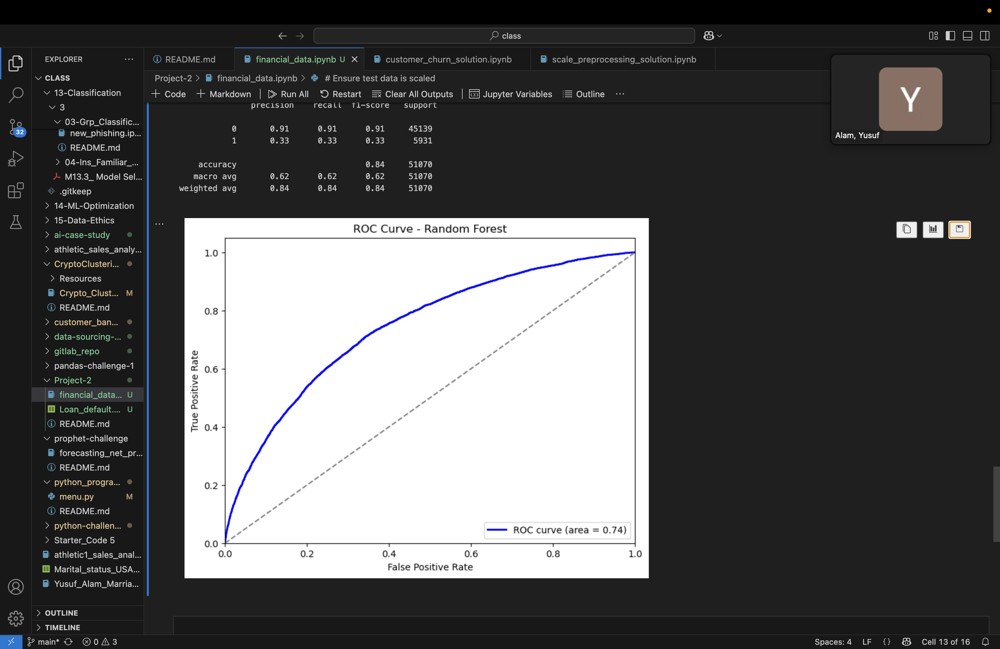 class
EXPLORER
CLASS
13-Classification
3
03-Grp_Classific...
new_phishing.ip...
README.md
04-Ins_Familiar_...
M13.3_ Model Sel...
.gitkeep
14-ML-Optimization
15-Data-Ethics
ai-case-study
athletic_sales_analy...
CryptoClusteri...
Resources
Crypto_Clust... M
README.md
customer_ban...
data-sourcing-...
gitlab_repo
pandas-challenge-1
Project-2
financial_data... U
Loan_default.... U
README.md
prophet-challenge
forecasting_net_pr...
README.md
python_progra...
menu.py M
README.md
python-challen...
Starter_Code 5
athletic1_sales_anal...
Marital_status_USA...
Yusuf_Alam_Marria...
OUTLINE
TIMELINE
32
README.md financial_data.ipynb U customer_churn_solution.ipynb scale_preprocessing_solution.ipynb
Project-2 > financial_data.ipynb > # Ensure test data is scaled
+ Code + Markdown Run All Restart Clear All Outputs Jupyter Variables Outline ...
precision recall f1-score support
0 0.91 0.91 0.91 45139
1 0.33 0.33 0.33 5931
accuracy 0.84 51070
macro avg 0.62 0.62 0.62 51070
weighted avg 0.84 0.84 0.84 51070
Y
Alam, Yusuf
ROC Curve - Random Forest
True Positive Rate
1.0
0.8
0.6
0.4
0.2
0.0
ROC curve (area = 0.74)
0.0 0.2 0.4 0.6 0.8 1.0
False Positive Rate
main* 0 3
Spaces: 4 LF {} Cell 13 of 16